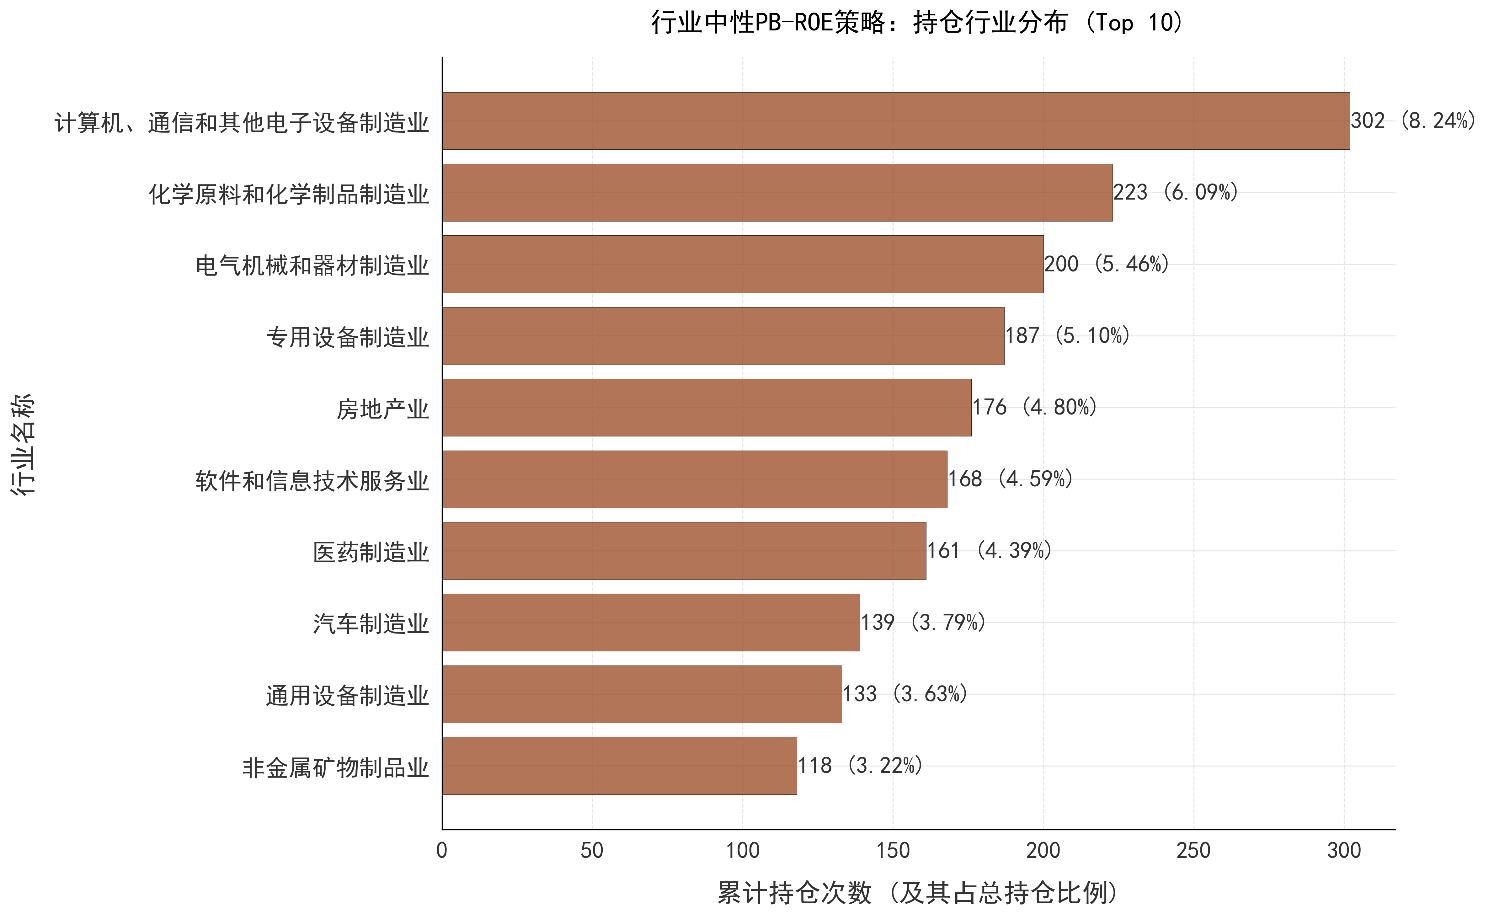 行业中性PB-ROE策略：持仓行业分布 (Top 10)
行业名称
计算机、通信和其他电子设备制造业 302 (8.24%)
化学原料和化学制品制造业 223 (6.09%)
电气机械和器材制造业 200 (5.46%)
专用设备制造业 187 (5.10%)
房地产业 176 (4.80%)
软件和信息技术服务业 168 (4.59%)
医药制造业 161 (4.39%)
汽车制造业 139 (3.79%)
通用设备制造业 133 (3.63%)
非金属矿物制品业 118 (3.22%)
0 50 100 150 200 250 300
累计持仓次数 (及其占总持仓比例)